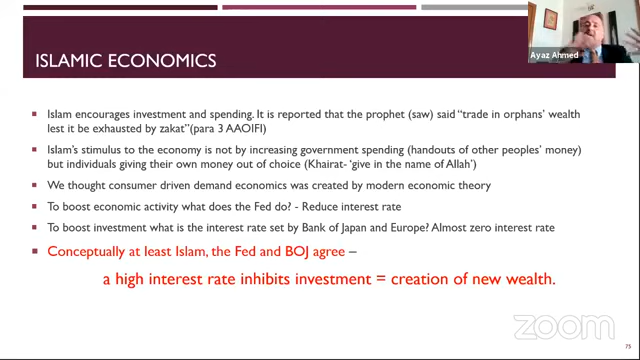 Ayaz Ahmed
ISLAMIC ECONOMICS
Islam encourages investment and spending. It is reported that the prophet (saw) said “trade in orphans’ wealth
lest it be exhausted by zakat”(para 3 AAOIFI)
Islam’s stimulus to the economy is not by increasing government spending (handouts of other peoples’ money)
but individuals giving their own money out of choice (Khairat- ‘give in the name of Allah’)
We thought consumer driven demand economics was created by modern economic theory
To boost economic activity what does the Fed do? - Reduce interest rate
To boost investment what is the interest rate set by Bank of Japan and Europe? Almost zero interest rate
Conceptually at least Islam, the Fed and BOJ agree –
a high interest rate inhibits investment = creation of new wealth.
zoom
75